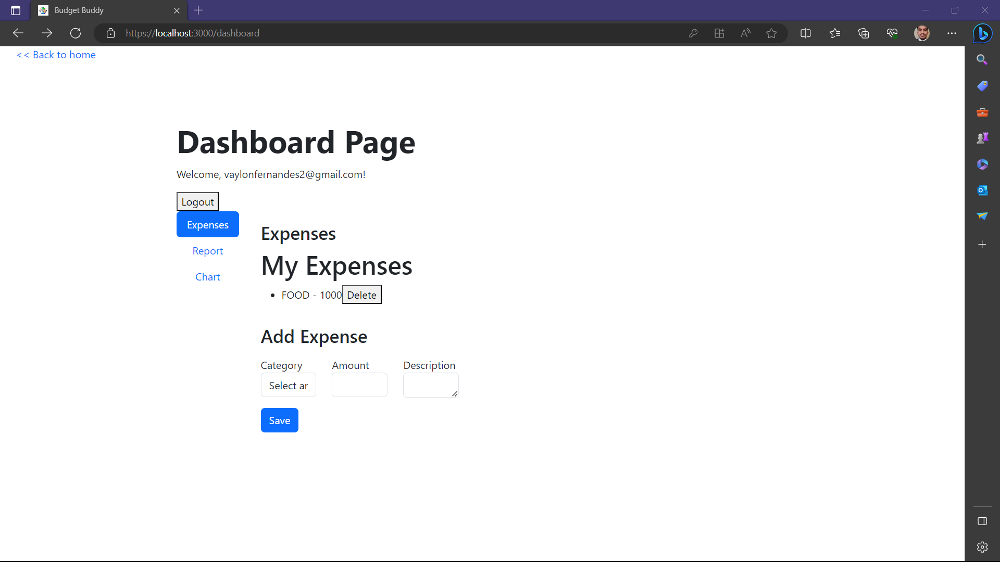 Budget Buddy
https://localhost:3000/dashboard
<< Back to home
Dashboard Page
Welcome, vaylonfernandes2@gmail.com!
Logout
Expenses
Report
Chart
Expenses
My Expenses
• FOOD - 1000 Delete
Add Expense
Category Amount Description
Select ar
Save